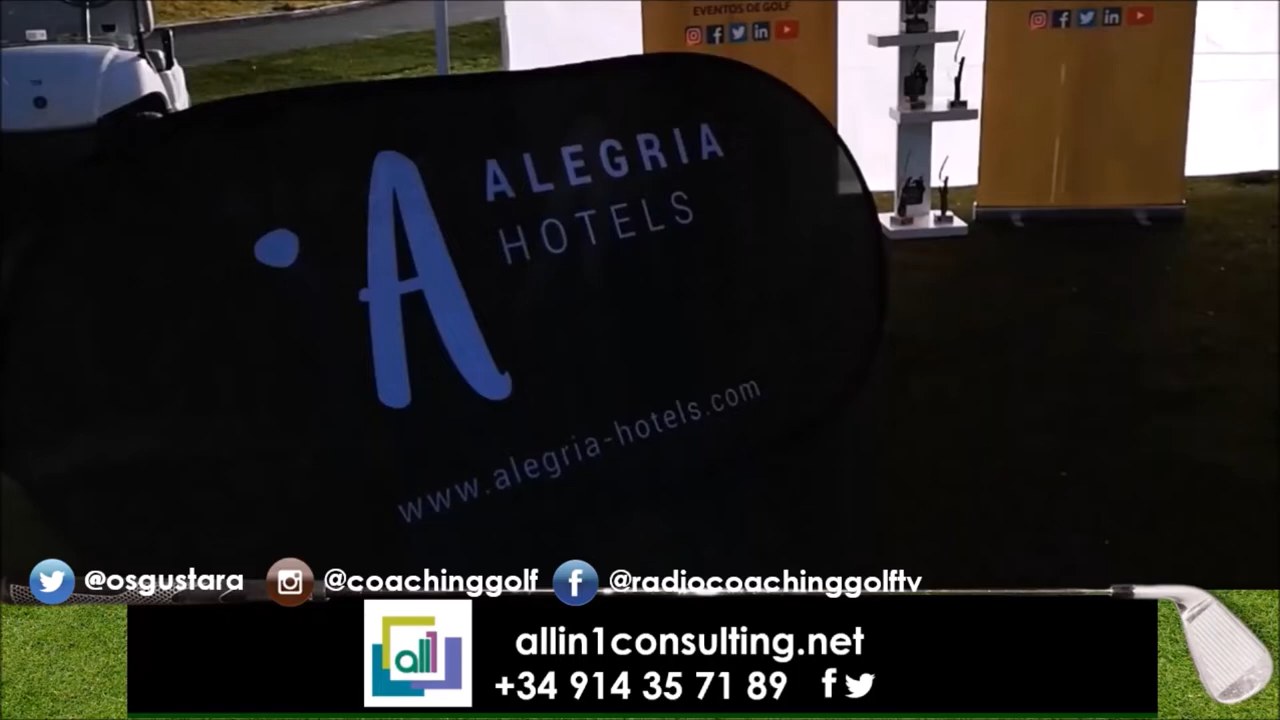 EVENTOS DE GOLF
ALEGRIA
HOTELS
www.alegria-hotels.com
@osgustara @coachinggolf @radiocoachinggolftv
all1
allin1consulting.net
+34 914 35 71 89